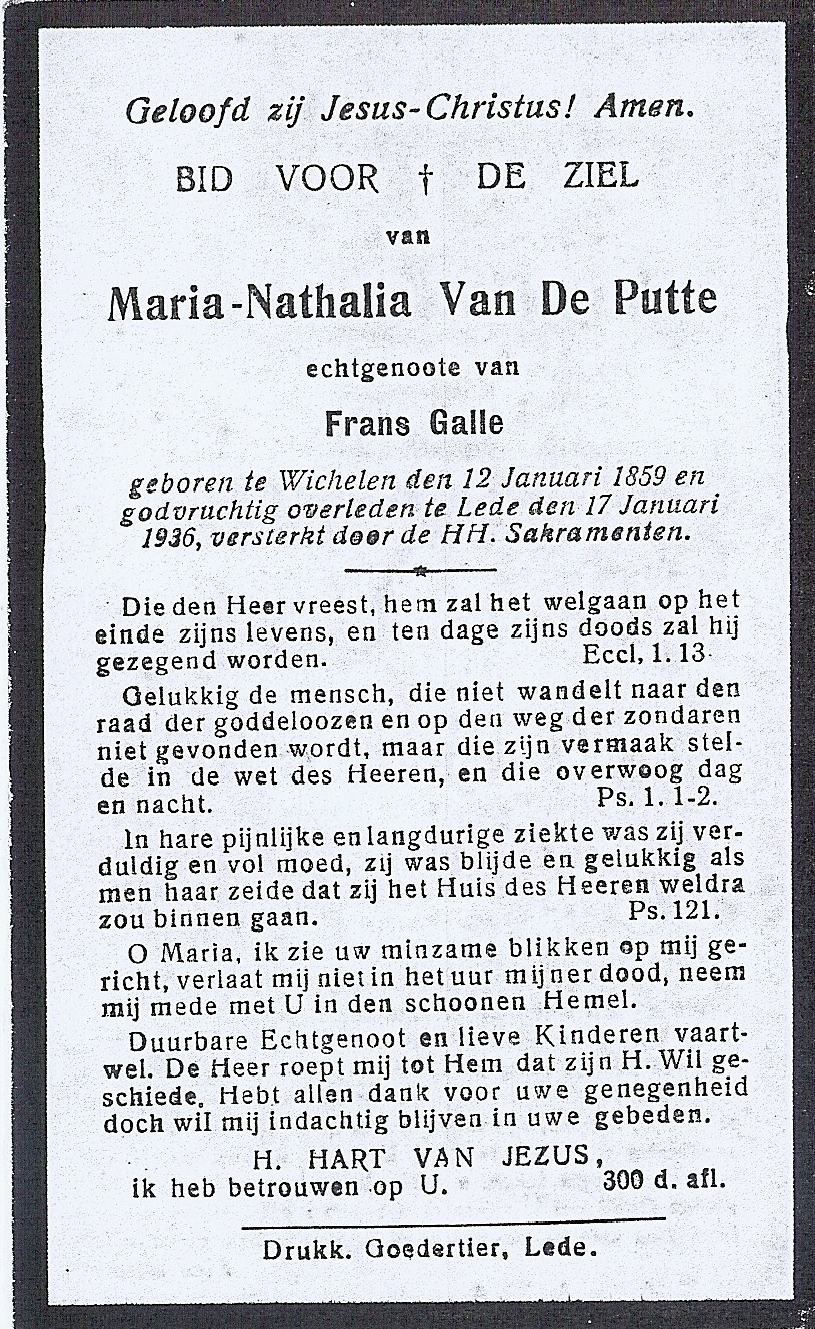 Geloofd zij Jesus-Christus! Amen.
BID VOOR † DE ZIEL
van
Maria-Nathalia Van De Putte
echtgenoote van
Frans Galle
geboren te Wichelen den 12 Januari 1859 en
godvruchtig overleden te Lede den 17 Januari
1936, versterkt door de HH. Sakramenten.
Die den Heer vreest, hem zal het welgaan op het
einde zijns levens, en ten dage zijns doods zal hij
gezegend worden. Eccl, 1. 13.
Gelukkig de mensch, die niet wandelt naar den
raad der goddeloozen en op den weg der zondaren
niet gevonden wordt, maar die zijn vermaak stel-
de in de wet des Heeren, en die overwoog dag
en nacht. Ps. 1. 1-2.
In hare pijnlijke en langdurige ziekte was zij ver-
duldig en vol moed, zij was blijde en gelukkig als
men haar zeide dat zij het Huis des Heeren weldra
zou binnen gaan. Ps. 121.
O Maria, ik zie uw minzame blikken op mij ge-
richt, verlaat mij niet in het uur mijner dood, neem
mij mede met U in den schoonen Hemel.
Duurbare Echtgenoot en lieve Kinderen vaart-
wel. De Heer roept mij tot Hem dat zijn H. Wil ge-
schiede. Hebt allen dank voor uwe genegenheid
doch wil mij indachtig blijven in uwe gebeden.
H. HART VAN JEZUS,
ik heb betrouwen op U. 300 d. afl.
Drukk. Goedertier, Lede.